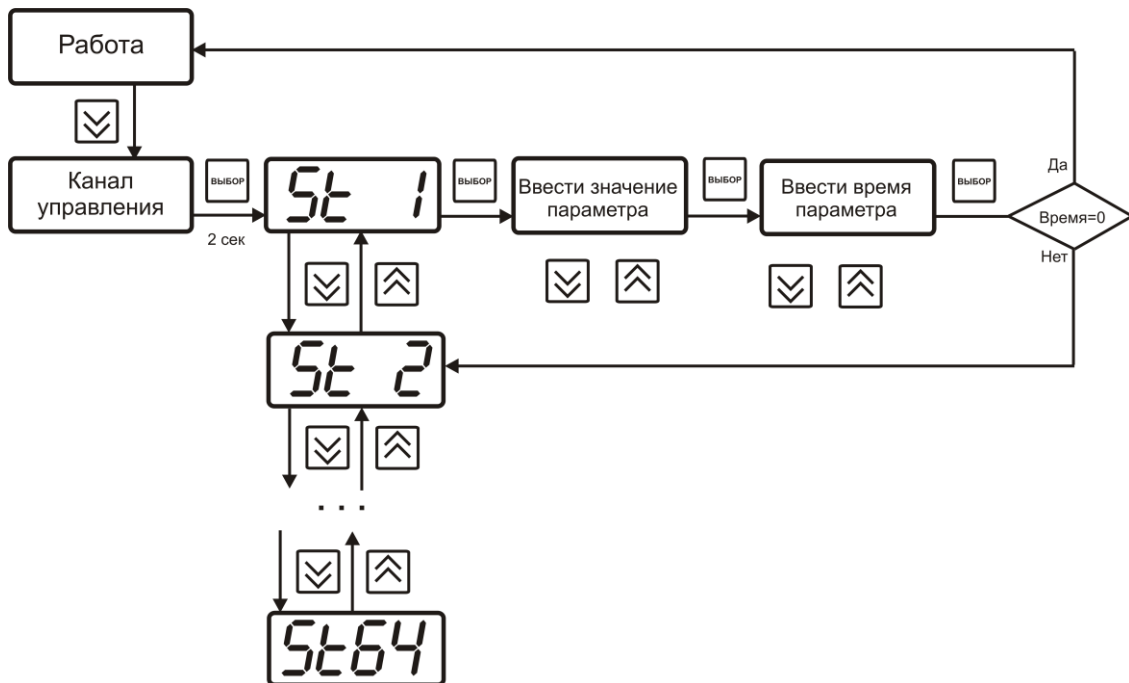 Работа
Канал
управления
ВЫБОР
2 сек
St 1
ВЫБОР
Ввести значение
параметра
ВЫБОР
Ввести время
параметра
ВЫБОР
Да
Время=0
Нет
St 2
. . .
St64